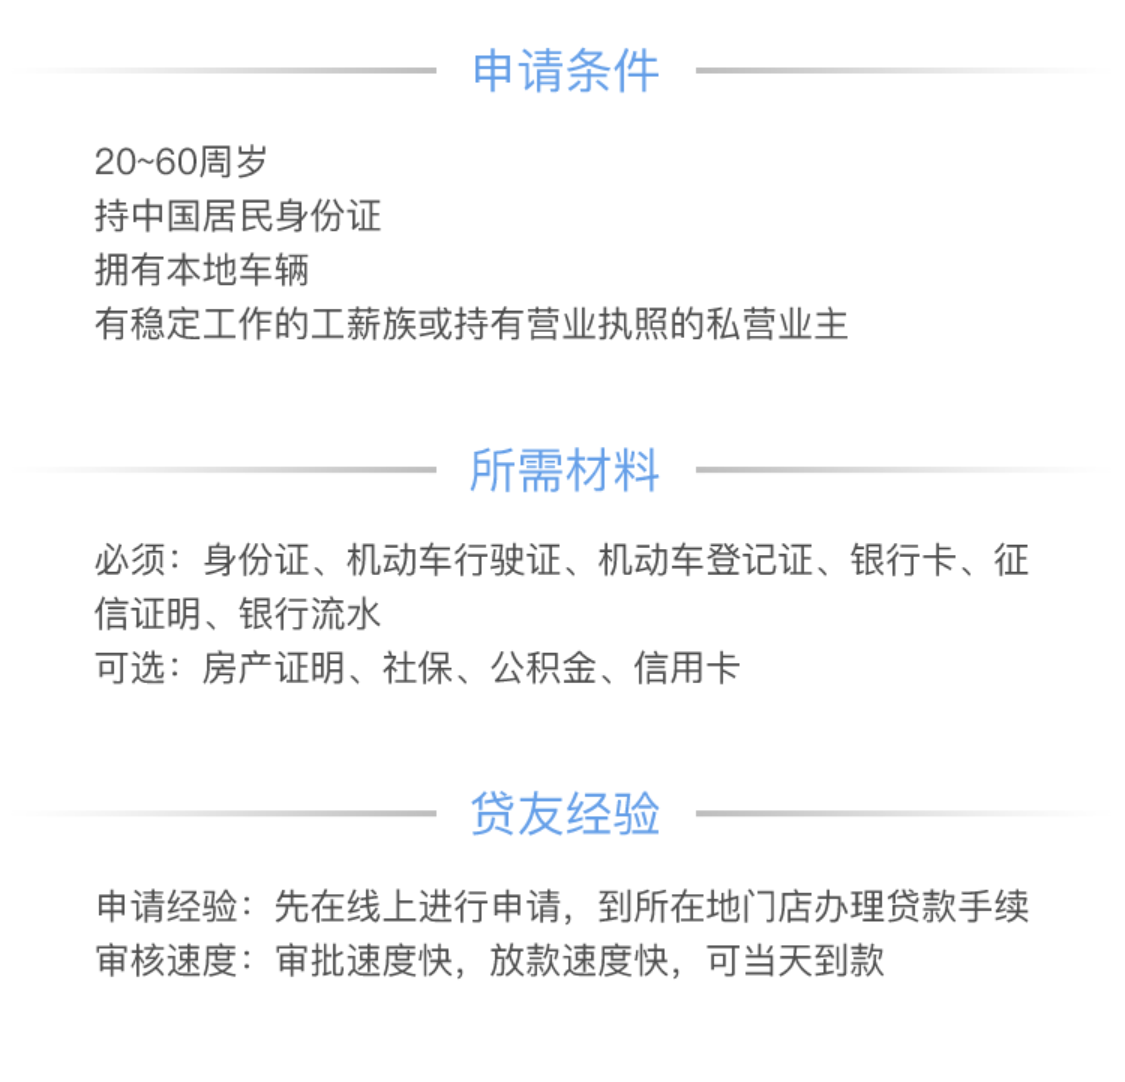 申请条件
20~60周岁
持中国居民身份证
拥有本地车辆
有稳定工作的工薪族或持有营业执照的私营业主
所需材料
必须：身份证、机动车行驶证、机动车登记证、银行卡、征
信证明、银行流水
可选：房产证明、社保、公积金、信用卡
贷友经验
申请经验：先在线上进行申请，到所在地门店办理贷款手续
审核速度：审批速度快，放款速度快，可当天到款